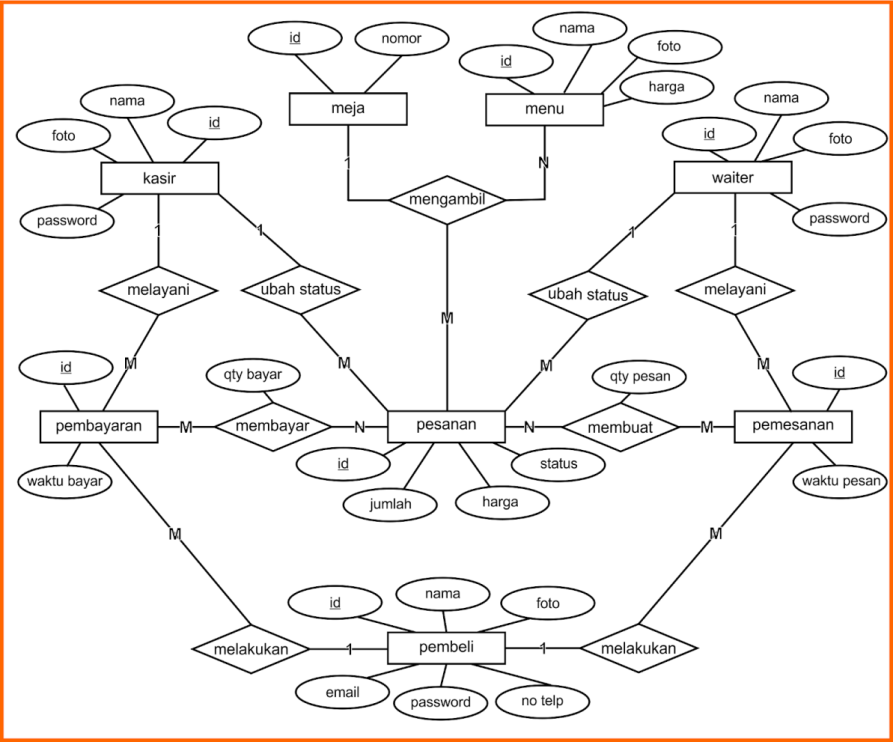 id
nomor
nama
foto
id
harga
meja
menu
nama
foto
id
kasir
password
nama
id
foto
waiter
password
1
N
mengambil
1
1
1
1
melayani
ubah status
ubah status
melayani
M
M
M
M
M
id
qty bayar
qty pesan
id
pembayaran
M
membayar
N
pesanan
N
membuat
M
pemesanan
waktu bayar
id
jumlah
harga
status
waktu pesan
M
M
id
nama
foto
melakukan
1
pembeli
1
melakukan
email
password
no telp